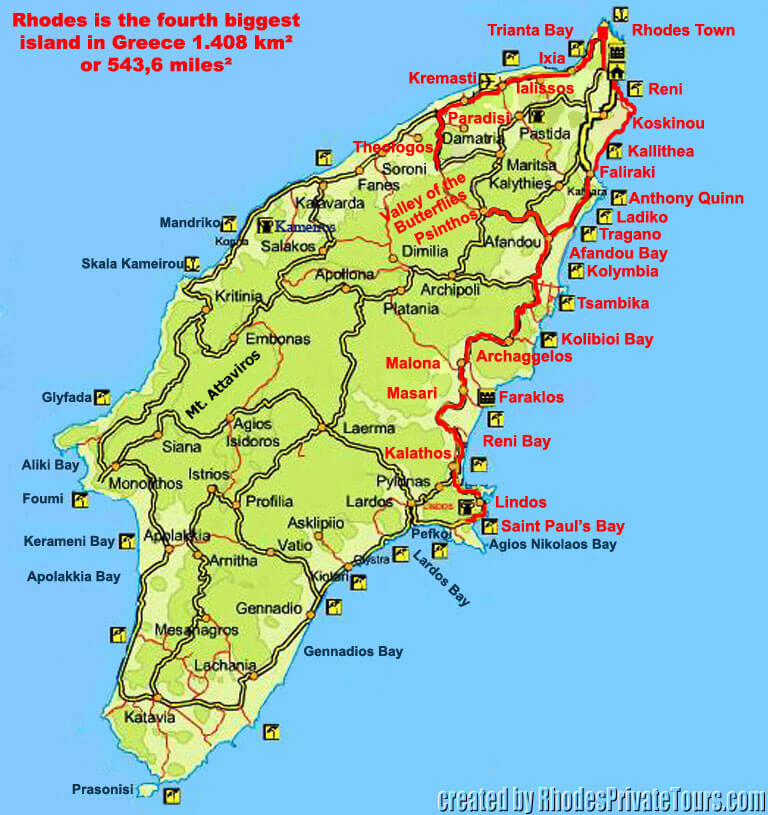 Rhodes is the fourth biggest
island in Greece 1.408 km²
or 543,6 miles²
Trianta Bay
Rhodes Town
Ixia
Kremasti
Ialissos
Reni
Paradisi
Koskinou
Pastida
Damatria
Theologos
Kallithea
Maritsa
Soroni
Faliraki
Fanes
Kalythies
Valley of the
Butterflies
Anthony Quinn
Kalavarda
Ladiko
Psinthos
Mandriko
Kameiros
Tragano
Salakos
Afandou
Dimilia
Afandou Bay
Skala Kameirou
Kolymbia
Apollona
Archipoli
Kritinia
Platania
Tsambika
Embonas
Kolibioi Bay
Archaggelos
Malona
Mt. Attaviros
Masari
Faraklos
Glyfada
Agios
Isidoros
Laerma
Reni Bay
Siana
Kalathos
Aliki Bay
Monolithos
Istrios
Pylonas
Foumi
Profilia
Lardos
Lindos
LINDOS
Asklipiio
Saint Paul's Bay
Kerameni Bay
Apolakkia
Pefkoi
Vatio
Agios Nikolaos Bay
Arnitha
Glystra
Apolakkia Bay
Kiotari
Lardos Bay
Gennadio
Mesanagros
Gennadios Bay
Lachania
Katavia
Prasonisi
created by RhodesPrivateTours.com